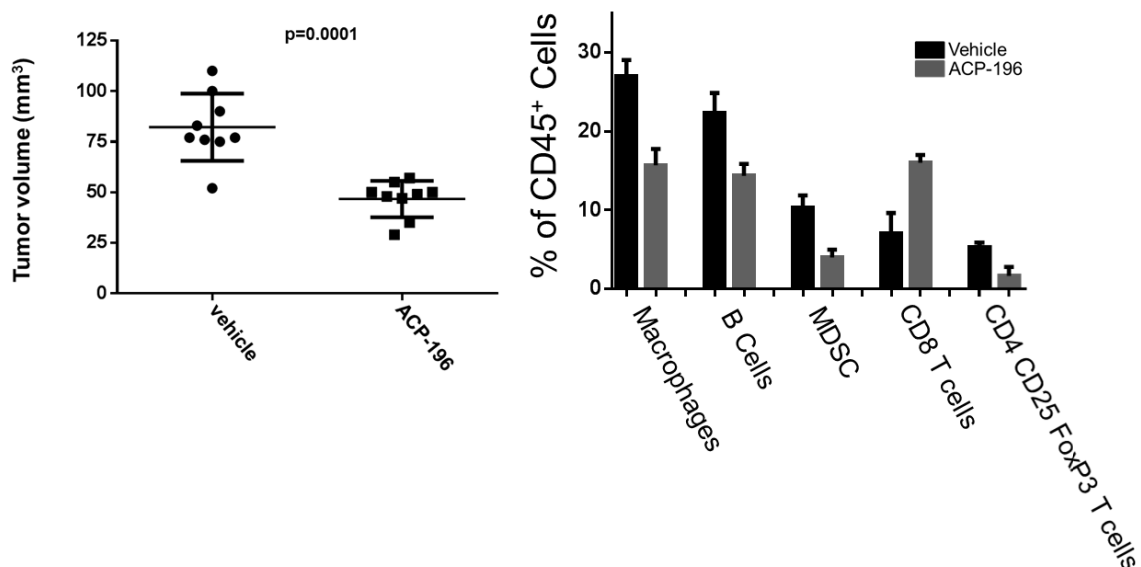 p=0.0001
Tumor volume (mm³)
125
100
75
50
25
0
vehicle
ACP-196
% of CD45⁺ Cells
30
20
10
0
Vehicle
ACP-196
Macrophages
B Cells
MDSC
CD8 T cells
CD4 CD25 FoxP3 T cells